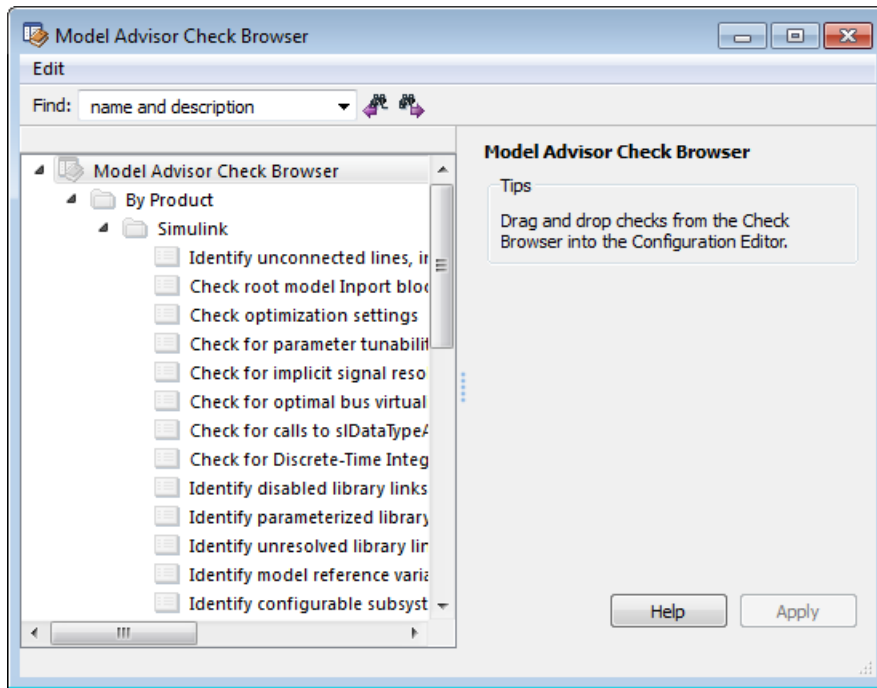 Model Advisor Check Browser
Edit
Find: name and description
Model Advisor Check Browser
By Product
Simulink
Identify unconnected lines, in
Check root model Inport bloc
Check optimization settings
Check for parameter tunabilit
Check for implicit signal reso
Check for optimal bus virtual
Check for calls to slDataTypeA
Check for Discrete-Time Integ
Identify disabled library links
Identify parameterized library
Identify unresolved library lin
Identify model reference varia
Identify configurable subsyst
Model Advisor Check Browser
Tips
Drag and drop checks from the Check
Browser into the Configuration Editor.
Help Apply